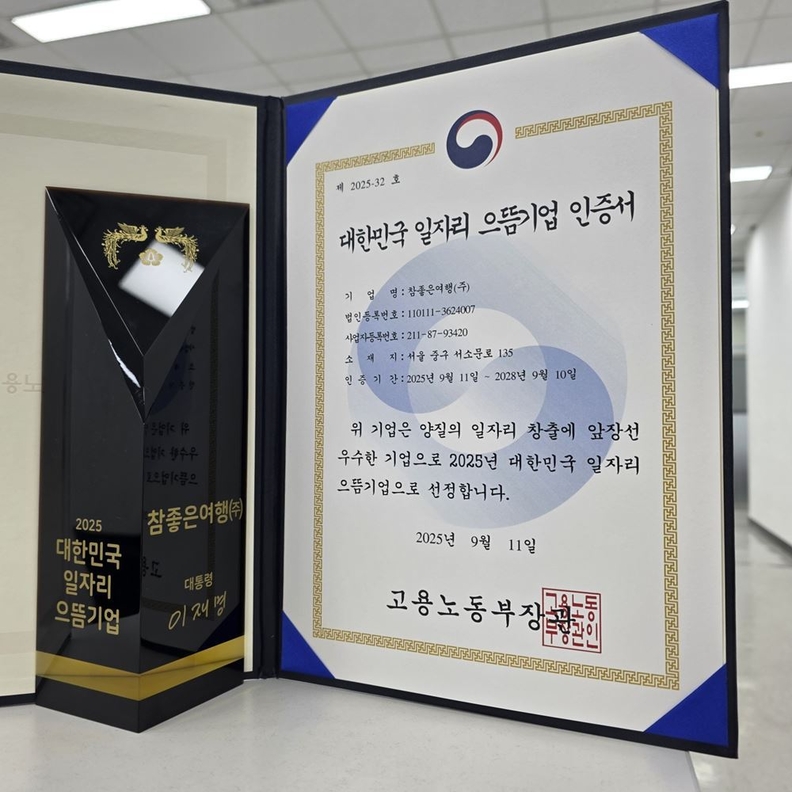 제 2025-32 호
대한민국 일자리 으뜸기업 인증서
기 업 명 : 참좋은여행(주)
법인등록번호 : 110111-3624007
사업자등록번호 : 211-87-93420
소 재 지 : 서울 중구 서소문로 135
인 증 기 간 : 2025년 9월 11일 - 2028년 9월 10일
위 기업은 양질의 일자리 창출에 앞장선
우수한 기업으로 2025년 대한민국 일자리
으뜸기업으로 선정합니다.
2025년 9월 11일
고용노동부장관
고용노동
부장관인
2025
대한민국
일자리
으뜸기업
참좋은여행(주)
대통령
이재명